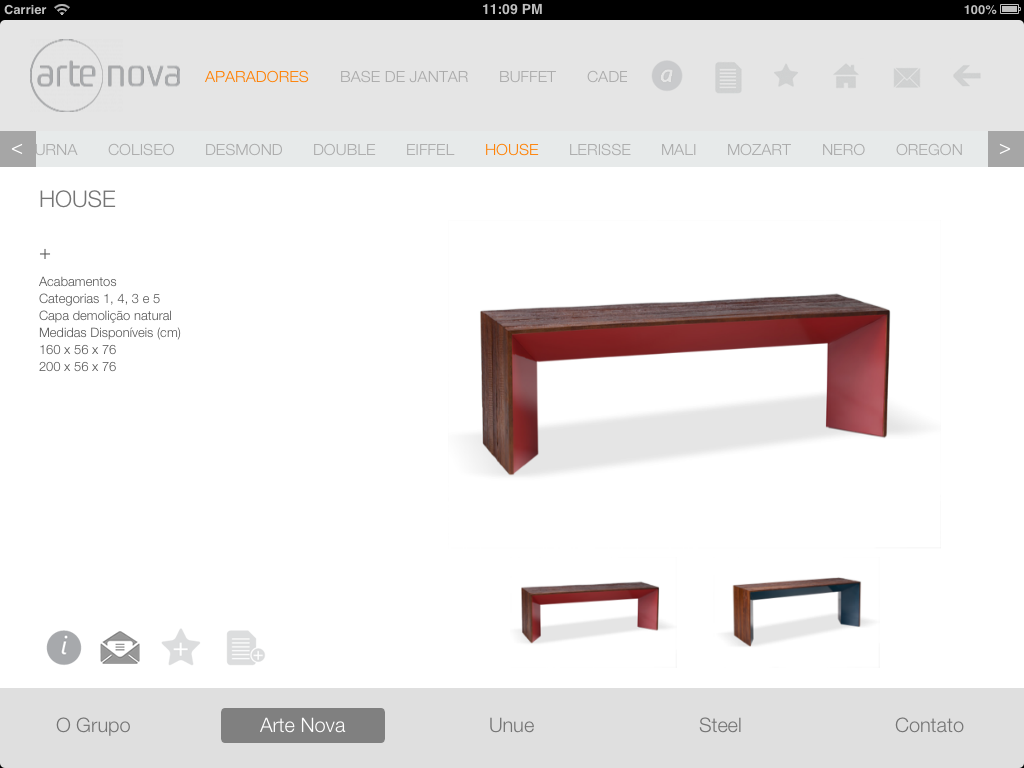 Carrier 11:09 PM 100%
arte nova APARADORES BASE DE JANTAR BUFFET CADE a
< URNA COLISEO DESMOND DOUBLE EIFFEL HOUSE LERISSE MALI MOZART NERO OREGON >
HOUSE
+
Acabamentos
Categorias 1, 4, 3 e 5
Capa demolição natural
Medidas Disponíveis (cm)
160 x 56 x 76
200 x 56 x 76
i
O Grupo Arte Nova Unue Steel Contato